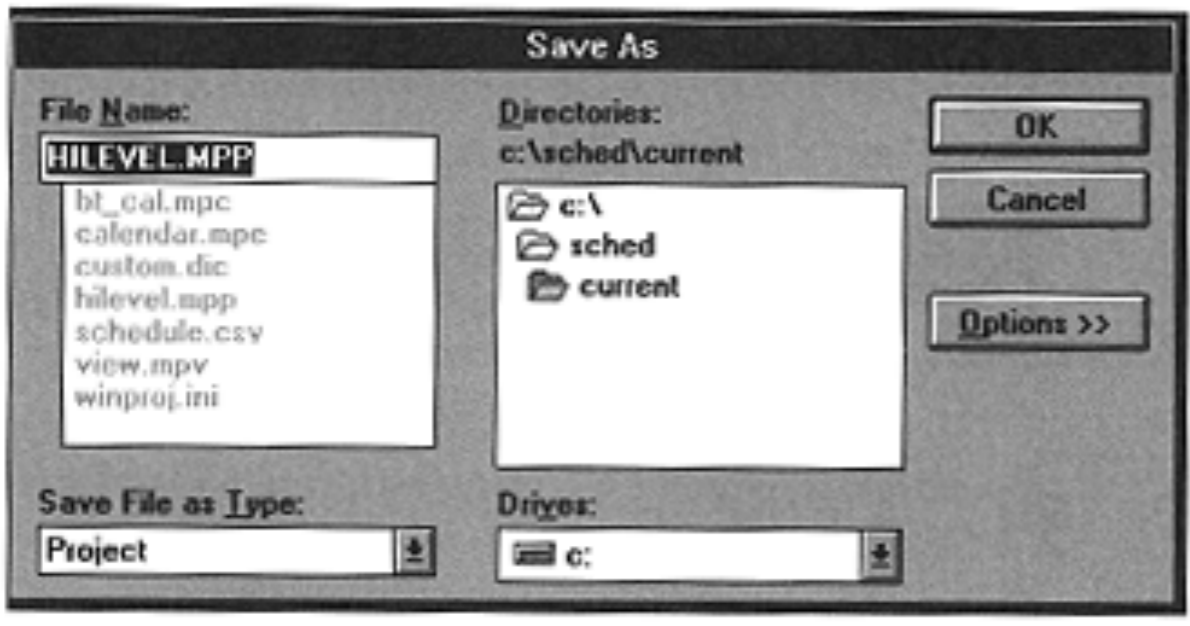 Save As
File Name:
HILEVEL.MPP
bt_cal.mpc
calendar.mpc
custom.dic
hilevel.mpp
schedule.csv
view.mpv
winproj.ini
Save File as Type:
Project
Directories:
c:\sched\current
c:\
sched
current
Drives:
c:
OK
Cancel
Options >>